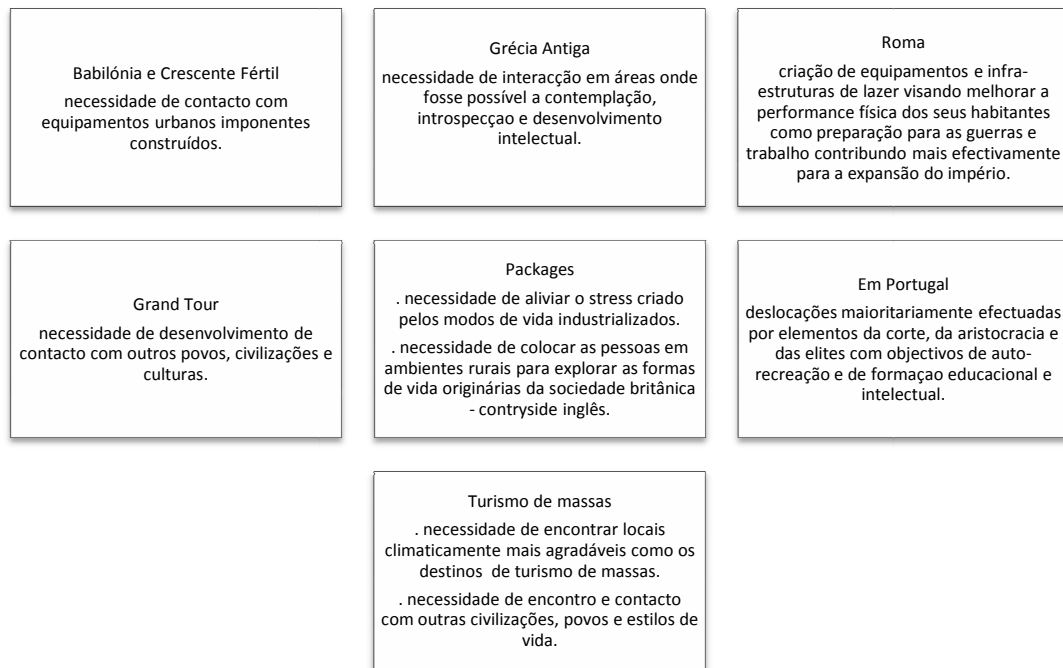 Babilónia e Crescente Fértil
necessidade de contacto com
equipamentos urbanos imponentes
construídos.
Grécia Antiga
necessidade de interacção em áreas onde
fosse possível a contemplação,
introspecçao e desenvolvimento
intelectual.
Roma
criação de equipamentos e infra-
estruturas de lazer visando melhorar a
performance física dos seus habitantes
como preparação para as guerras e
trabalho contribundo mais efectivamente
para a expansão do império.
Grand Tour
necessidade de desenvolvimento de
contacto com outros povos, civilizações e
culturas.
Packages
. necessidade de aliviar o stress criado
pelos modos de vida industrializados.
. necessidade de colocar as pessoas em
ambientes rurais para explorar as formas
de vida originárias da sociedade britânica
- contryside inglês.
Em Portugal
deslocações maioritariamente efectuadas
por elementos da corte, da aristocracia e
das elites com objectivos de auto-
recreação e de formaçao educacional e
intelectual.
Turismo de massas
. necessidade de encontrar locais
climaticamente mais agradáveis como os
destinos de turismo de massas.
. necessidade de encontro e contacto
com outras civilizações, povos e estilos de
vida.